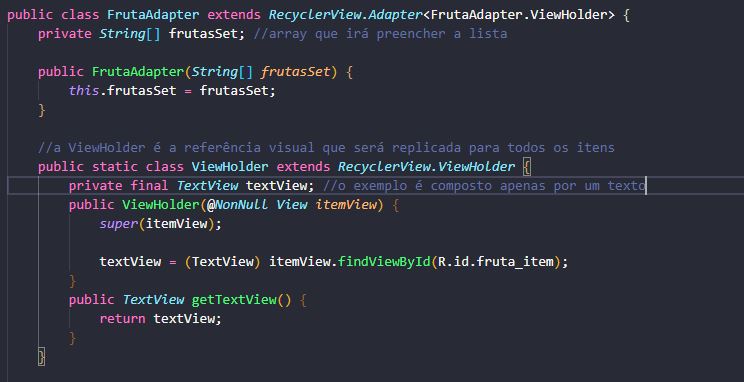 public class FrutaAdapter extends RecyclerView.Adapter<FrutaAdapter.ViewHolder> {
private String[] frutasSet; //array que irá preencher a lista
public FrutaAdapter(String[] frutasSet) {
this.frutasSet = frutasSet;
}
//a ViewHolder é a referência visual que será replicada para todos os itens
public static class ViewHolder extends RecyclerView.ViewHolder {
private final TextView textView; //o exemplo é composto apenas por um texto
public ViewHolder(@NonNull View itemView) {
super(itemView);
textView = (TextView) itemView.findViewById(R.id.fruta_item);
}
public TextView getTextView() {
return textView;
}
}